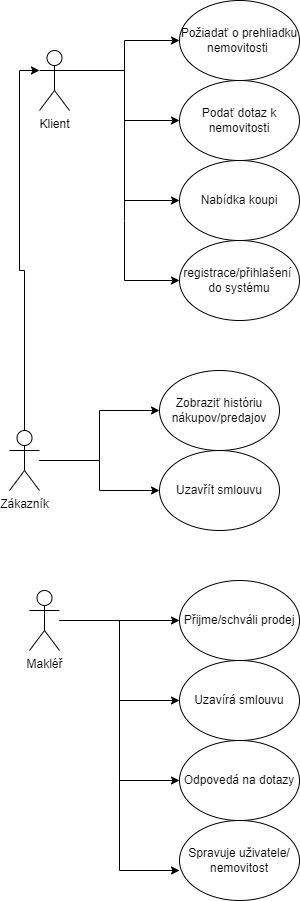 Požiadať o prehliadku
nemovitosti
Klient
Podať dotaz k
nemovitosti
Nabídka koupi
registrace/přihlašení
do systému
Zobraziť históriu
nákupov/predajov
Zákazník
Uzavřít smlouvu
Přijme/schváli prodej
Makléř
Uzavírá smlouvu
Odpovedá na dotazy
Spravuje uživatele/
nemovitost